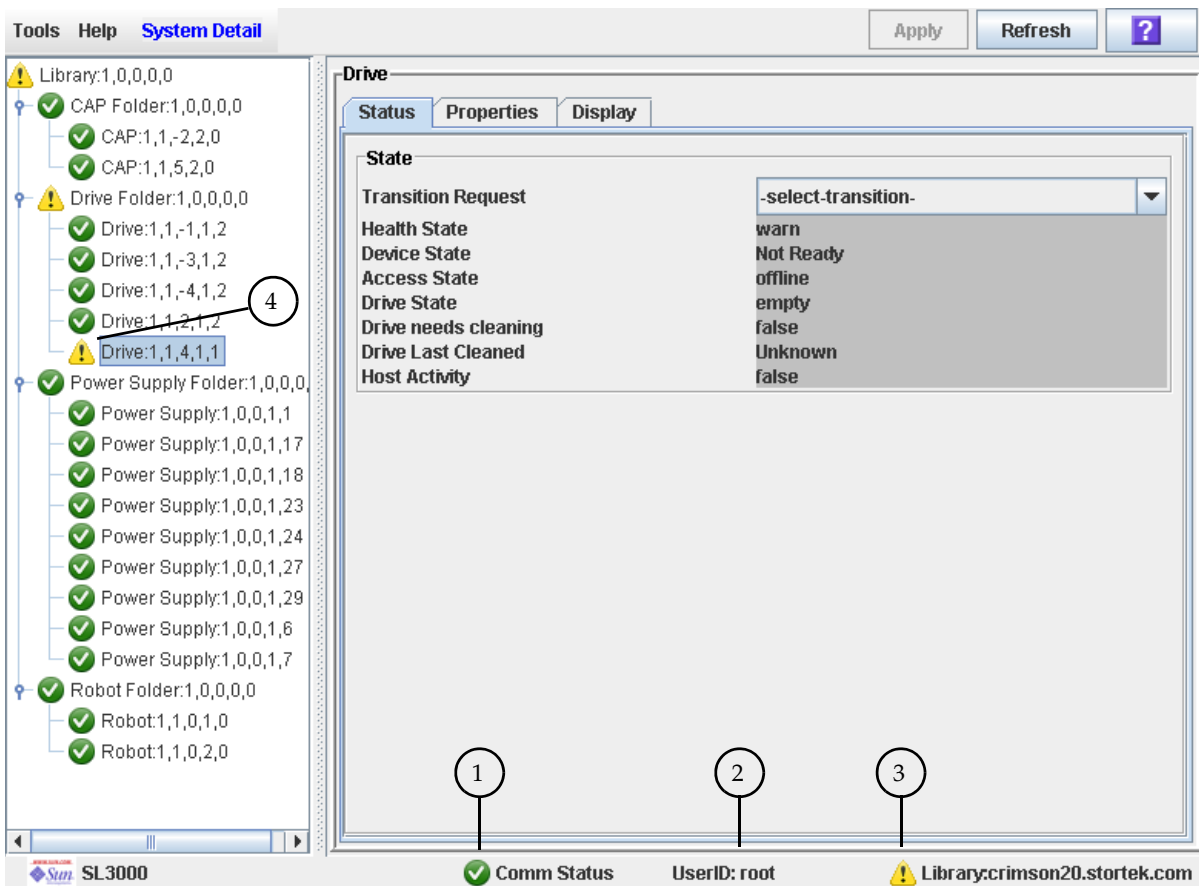 Tools Help System Detail
Apply Refresh ?
Library:1,0,0,0,0
CAP Folder:1,0,0,0,0
CAP:1,1,-2,2,0
CAP:1,1,5,2,0
Drive Folder:1,0,0,0,0
Drive:1,1,-1,1,2
Drive:1,1,-3,1,2
Drive:1,1,-4,1,2
Drive:1,1,2,1,2
Drive:1,1,4,1,1
4
Power Supply Folder:1,0,0,0,
Power Supply:1,0,0,1,1
Power Supply:1,0,0,1,17
Power Supply:1,0,0,1,18
Power Supply:1,0,0,1,23
Power Supply:1,0,0,1,24
Power Supply:1,0,0,1,27
Power Supply:1,0,0,1,29
Power Supply:1,0,0,1,6
Power Supply:1,0,0,1,7
Robot Folder:1,0,0,0,0
Robot:1,1,0,1,0
Robot:1,1,0,2,0
Drive
Status Properties Display
State
Transition Request -select-transition-
Health State warn
Device State Not Ready
Access State offline
Drive State empty
Drive needs cleaning false
Drive Last Cleaned Unknown
Host Activity false
1 2 3
Sun SL3000 Comm Status UserID: root Library:crimson20.stortek.com